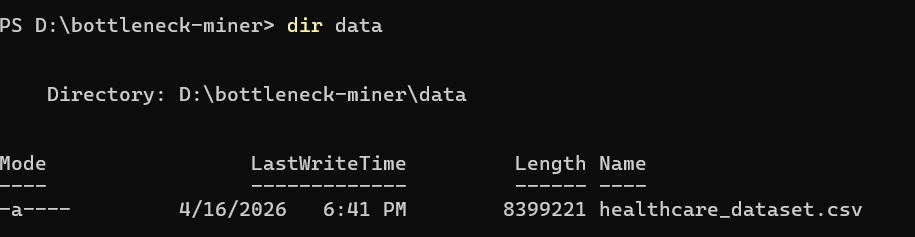 PS D:\bottleneck-miner> dir data
Directory: D:\bottleneck-miner\data
Mode                 LastWriteTime         Length Name
----                 -------------         ------ ----
-a----         4/16/2026   6:41 PM        8399221 healthcare_dataset.csv